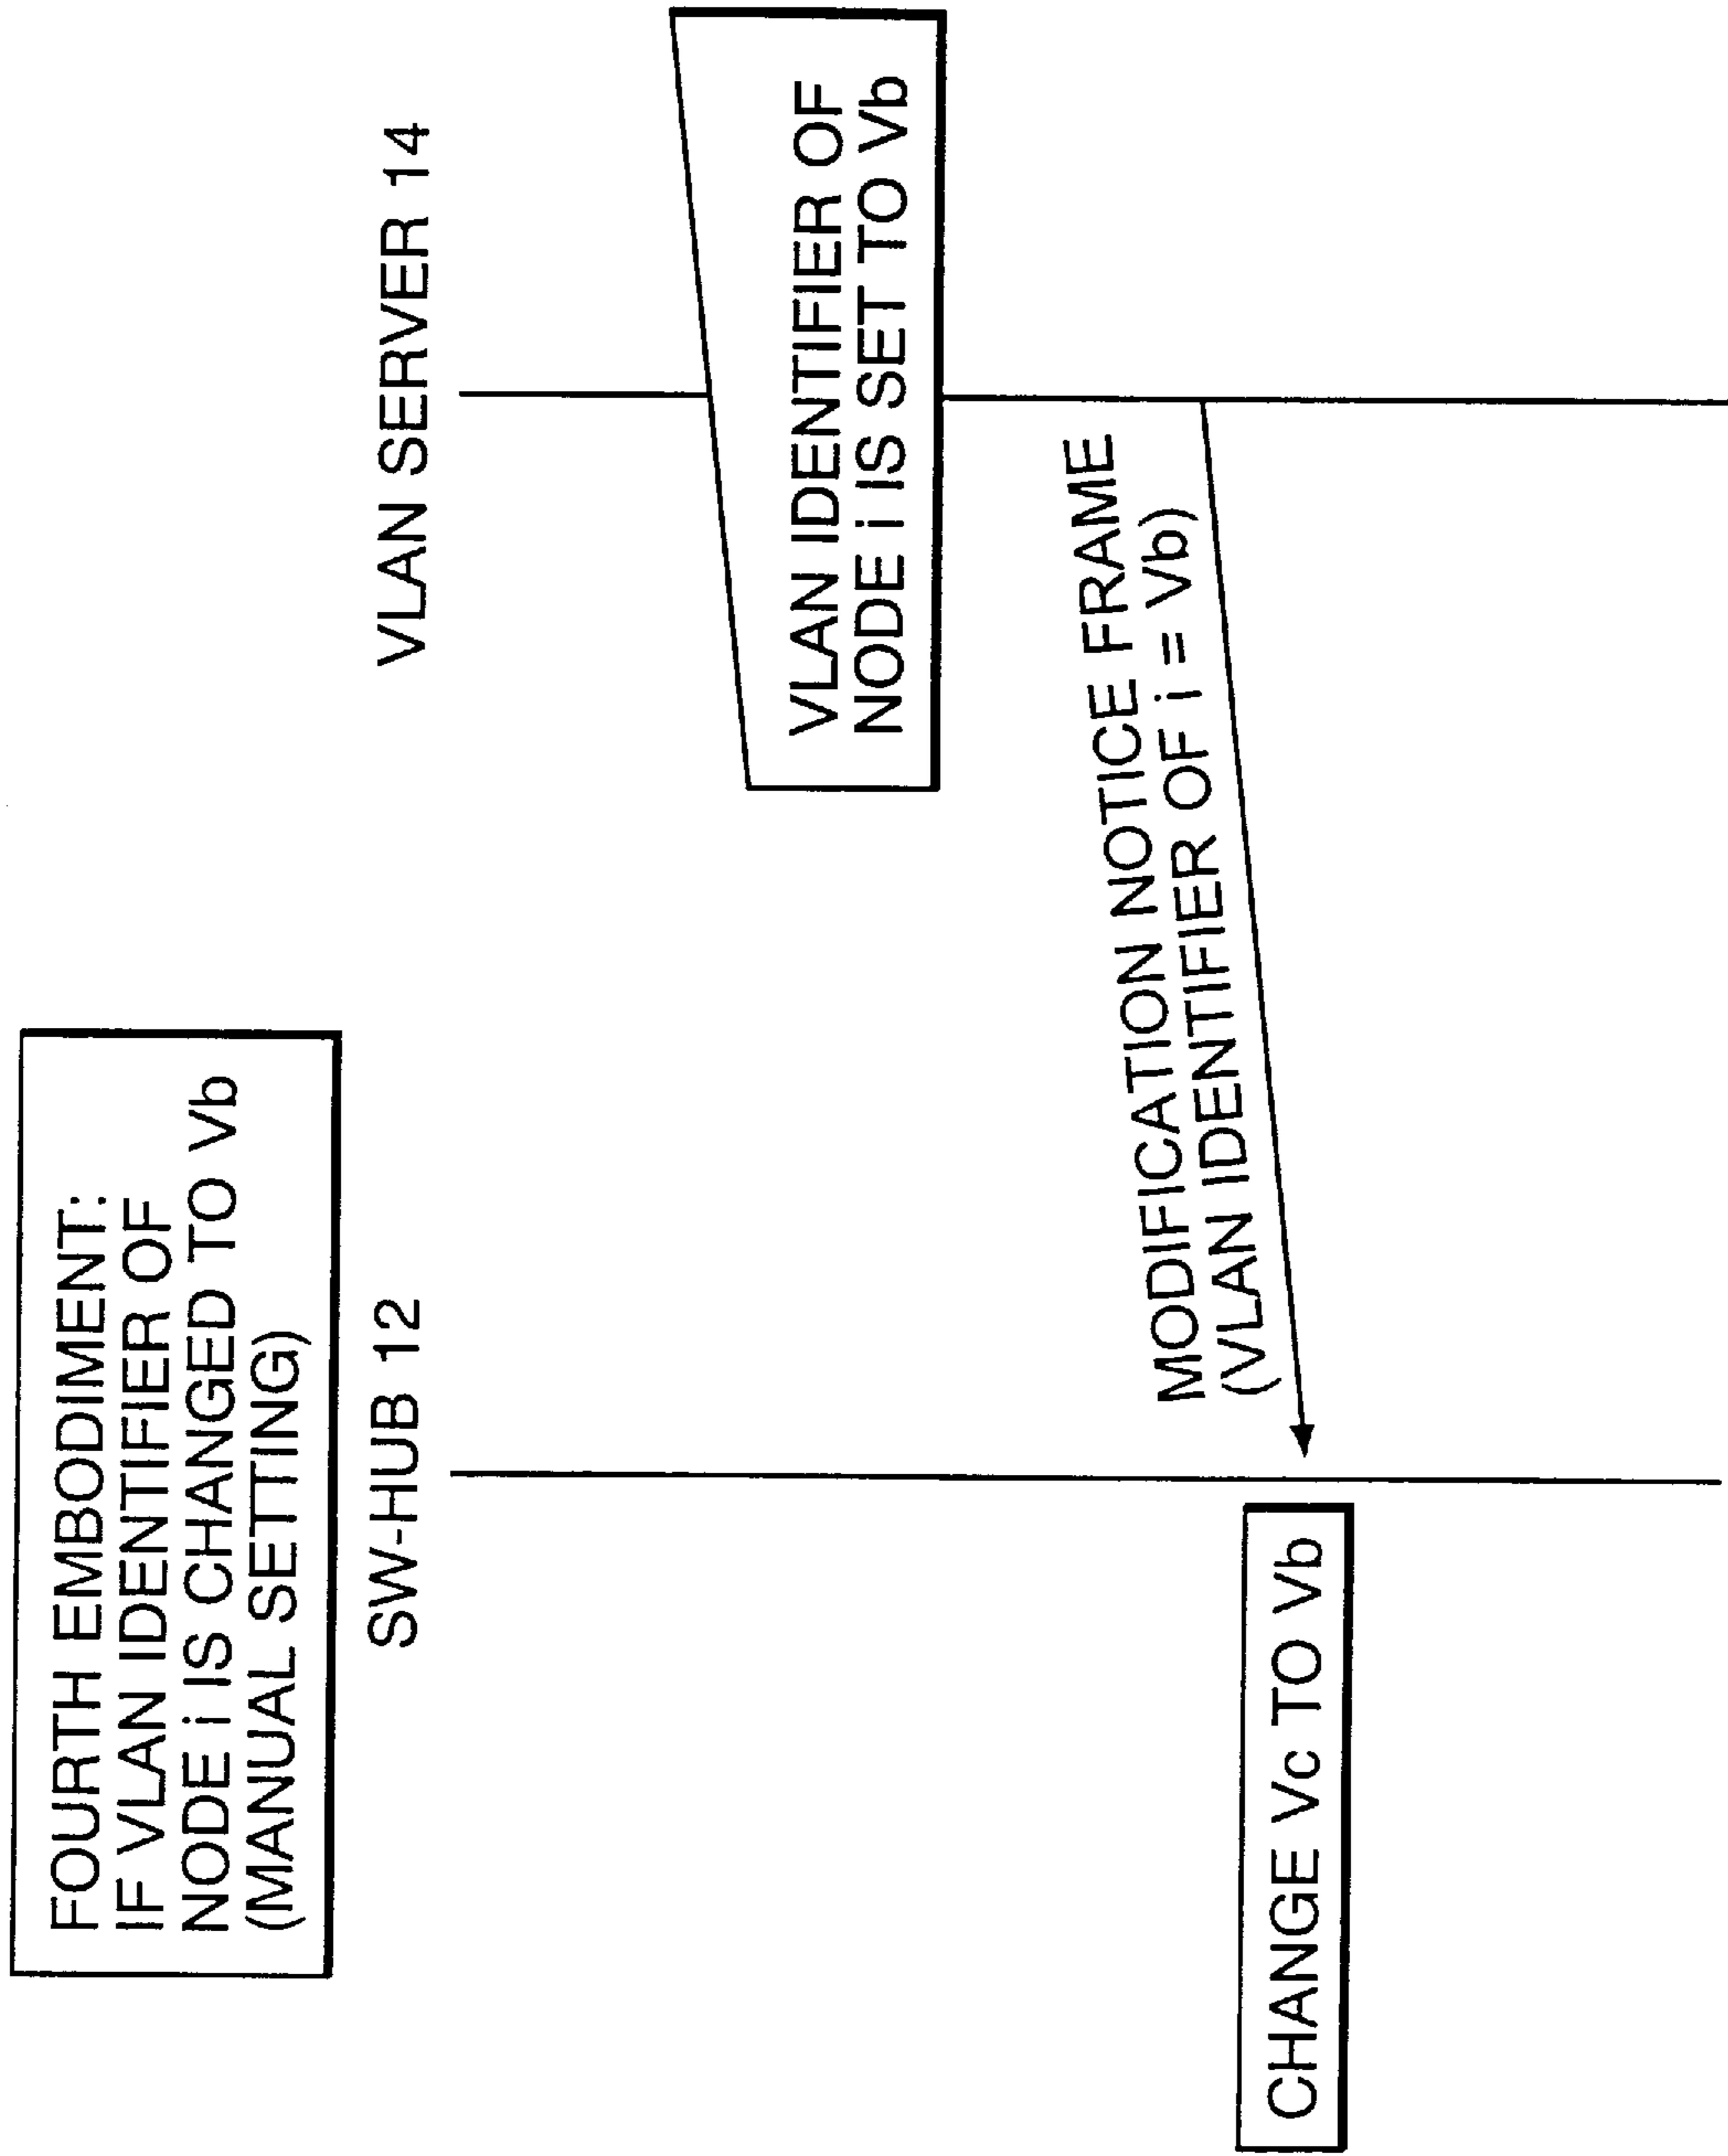 FOURTH EMBODIMENT:
IF VLAN IDENTIFIER OF
NODE i IS CHANGED TO Vb
(MANUAL SETTING)
SW-HUB 12
VLAN SERVER 14
VLAN IDENTIFIER OF
NODE i IS SET TO Vb
MODIFICATION NOTICE FRAME
(VLAN IDENTIFIER OF i = Vb)
CHANGE Vc TO Vb